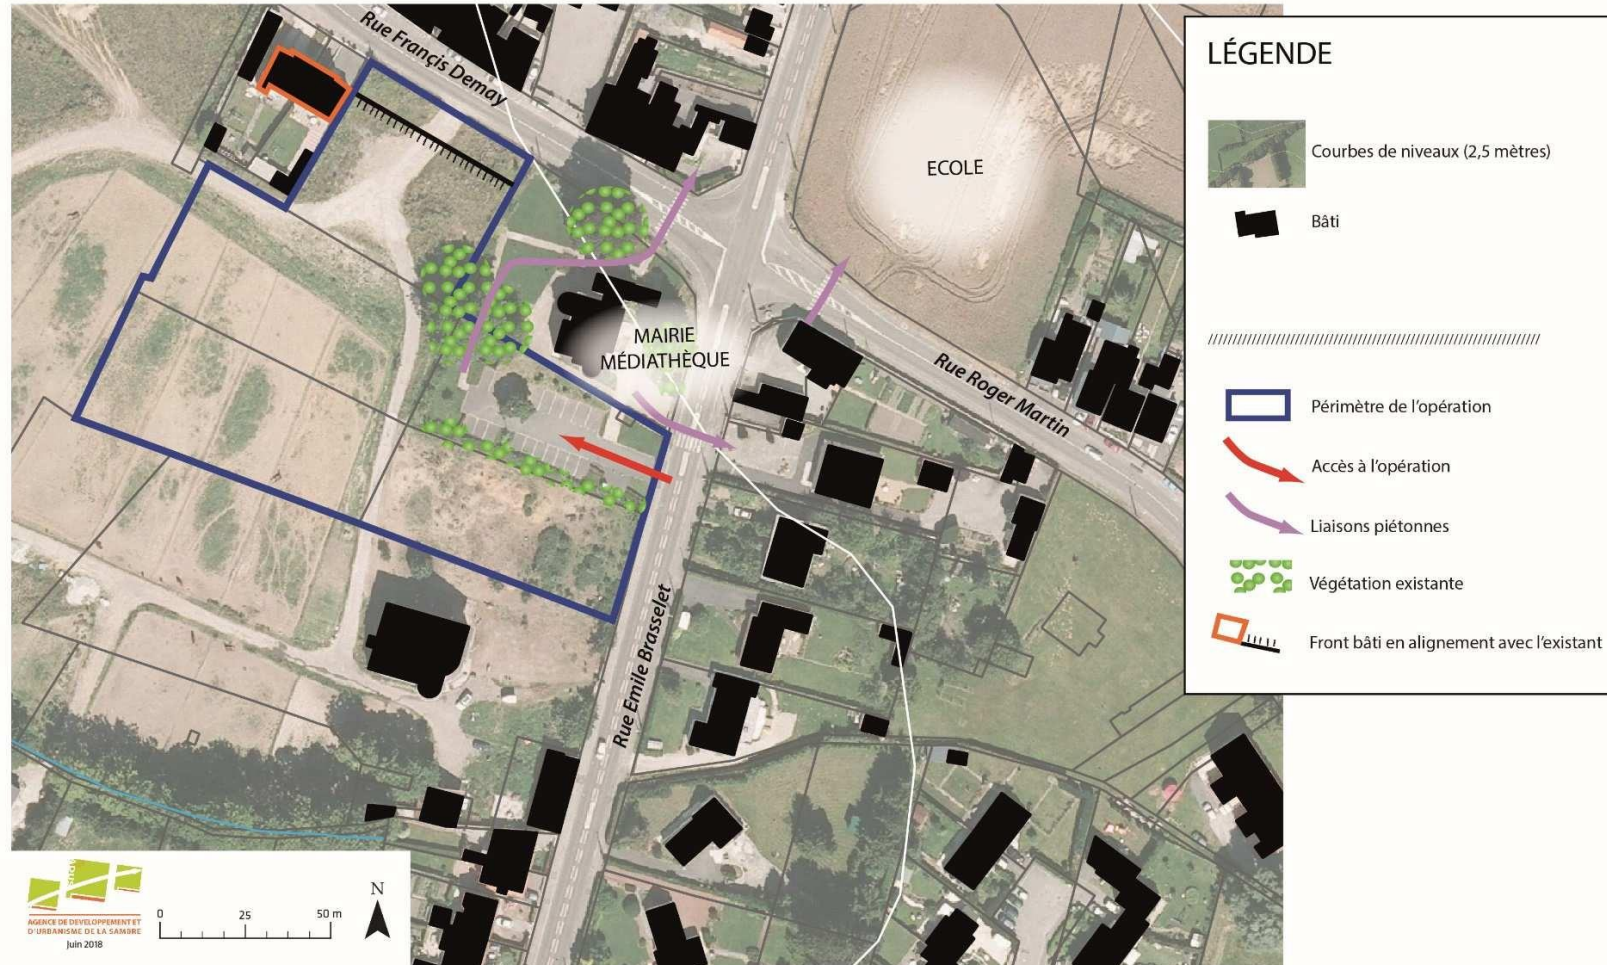 Rue Françis Demay
ECOLE
MAIRIE
MÉDIATHÈQUE
Rue Roger Martin
Rue Emile Brasselet
LÉGENDE
Courbes de niveaux (2,5 mètres)
Bâti
Périmètre de l'opération
Accès à l'opération
Liaisons piétonnes
Végétation existante
Front bâti en alignement avec l'existant
AGENCE DE DEVELOPPEMENT ET
D'URBANISME DE LA SAMBRE
Juin 2018
0 25 50 m
N